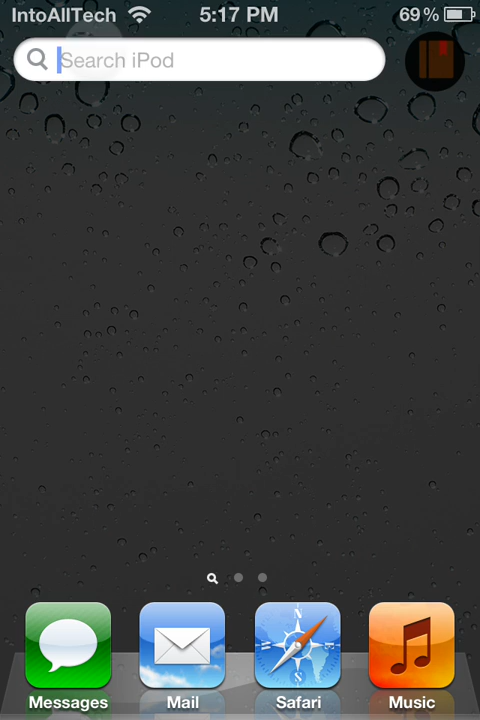 IntoAllTech 5:17 PM 69%
Search iPod
Messages Mail Safari Music